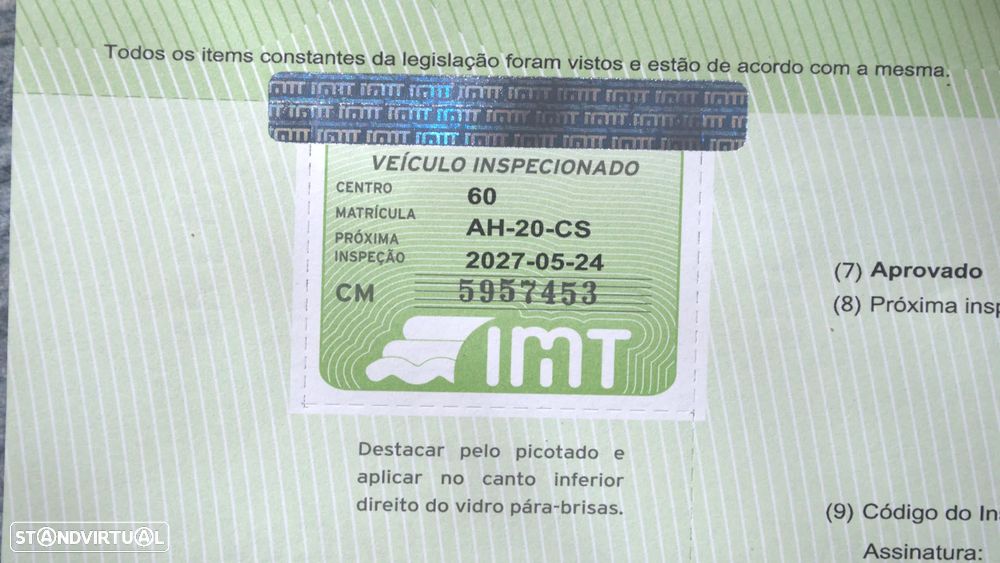 Todos os items constantes da legislação foram vistos e estão de acordo com a mesma.
VEÍCULO INSPECIONADO
CENTRO 60
MATRÍCULA AH-20-CS
PRÓXIMA INSPEÇÃO 2027-05-24
CM 5957453
IMT
Destacar pelo picotado e
aplicar no canto inferior
direito do vidro pára-brisas.
(7) Aprovado
(8) Próxima insp
(9) Código do In
Assinatura:
STANDVIRTUAL